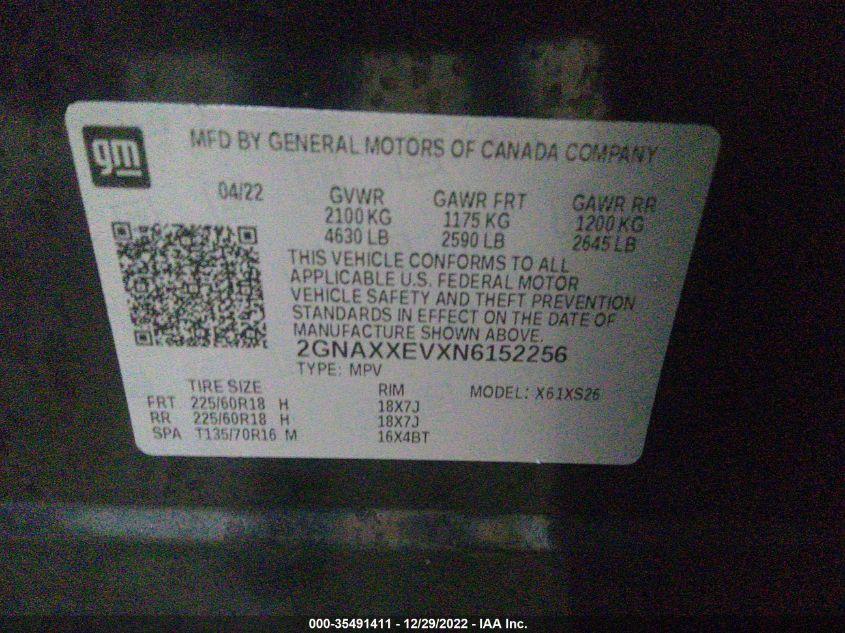 gm
MFD BY GENERAL MOTORS OF CANADA COMPANY
04/22 GVWR GAWR FRT GAWR RR
2100 KG 1175 KG 1200 KG
4630 LB 2590 LB 2645 LB
THIS VEHICLE CONFORMS TO ALL
APPLICABLE U.S. FEDERAL MOTOR
VEHICLE SAFETY AND THEFT PREVENTION
STANDARDS IN EFFECT ON THE DATE OF
MANUFACTURE SHOWN ABOVE.
2GNAXXEVXN6152256
TYPE: MPV
TIRE SIZE RIM MODEL: X61XS26
FRT 225/60R18 H 18X7J
RR 225/60R18 H 18X7J
SPA T135/70R16 M 16X4BT
000-35491411 - 12/29/2022 - IAA Inc.